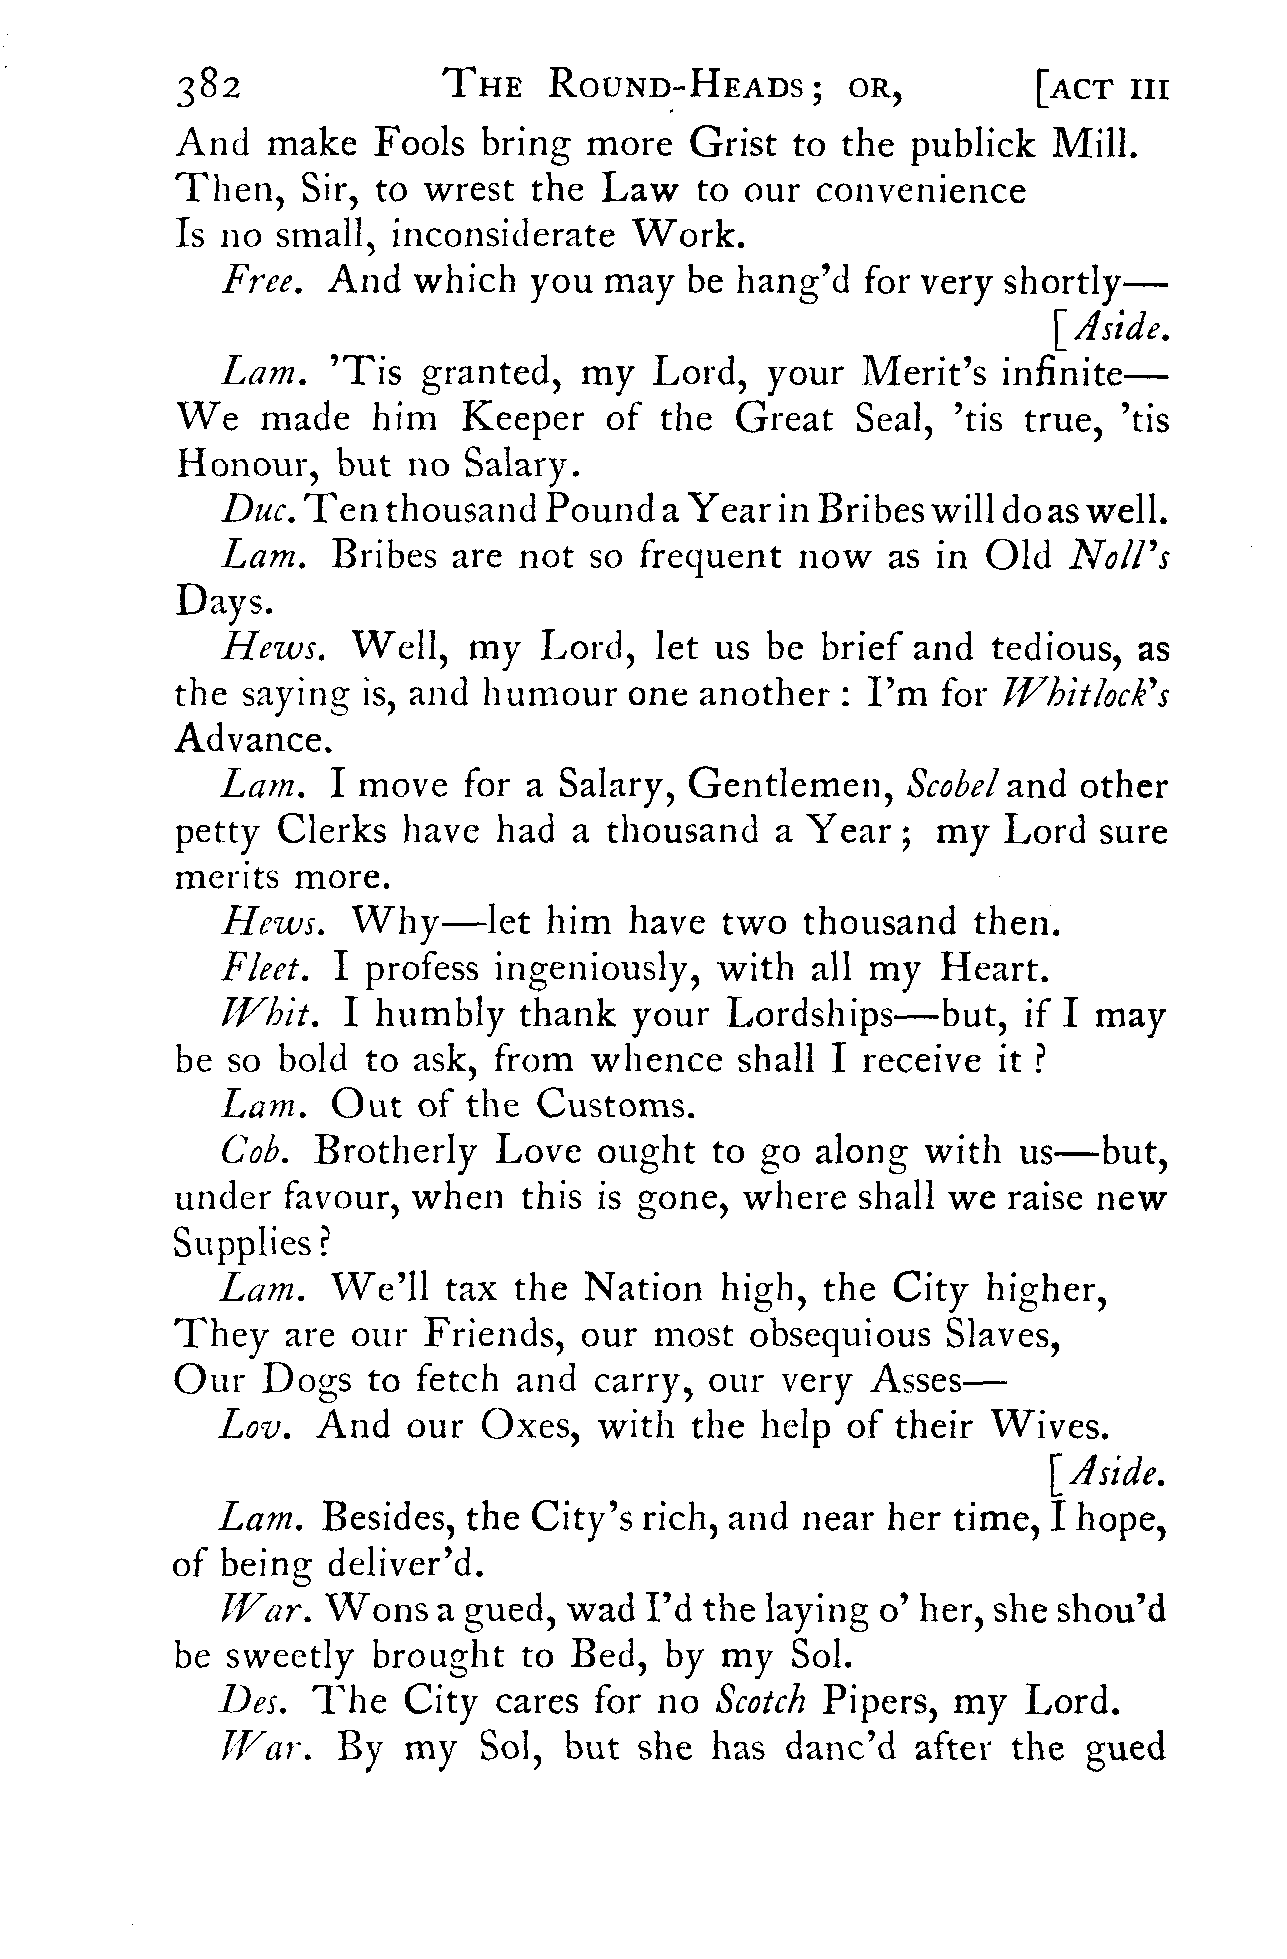 382 THE ROUND-HEADS; OR, [ACT III
And make Fools bring more Grist to the publick Mill.
Then, Sir, to wrest the Law to our convenience
Is no small, inconsiderate Work.
Free. And which you may be hang'd for very shortly—
[Aside.
Lam. 'Tis granted, my Lord, your Merit's infinite—
We made him Keeper of the Great Seal, 'tis true, 'tis
Honour, but no Salary.
Duc. Ten thousand Pound a Year in Bribes will do as well.
Lam. Bribes are not so frequent now as in Old Noll's
Days.
Hews. Well, my Lord, let us be brief and tedious, as
the saying is, and humour one another : I'm for Whitlock's
Advance.
Lam. I move for a Salary, Gentlemen, Scobel and other
petty Clerks have had a thousand a Year ; my Lord sure
merits more.
Hews. Why—let him have two thousand then.
Fleet. I profess ingeniously, with all my Heart.
Whit. I humbly thank your Lordships—but, if I may
be so bold to ask, from whence shall I receive it ?
Lam. Out of the Customs.
Cob. Brotherly Love ought to go along with us—but,
under favour, when this is gone, where shall we raise new
Supplies ?
Lam. We'll tax the Nation high, the City higher,
They are our Friends, our most obsequious Slaves,
Our Dogs to fetch and carry, our very Asses—
Lov. And our Oxes, with the help of their Wives.
[Aside.
Lam. Besides, the City's rich, and near her time, I hope,
of being deliver'd.
War. Wons a gued, wad I'd the laying o' her, she shou'd
be sweetly brought to Bed, by my Sol.
Des. The City cares for no Scotch Pipers, my Lord.
War. By my Sol, but she has danc'd after the gued